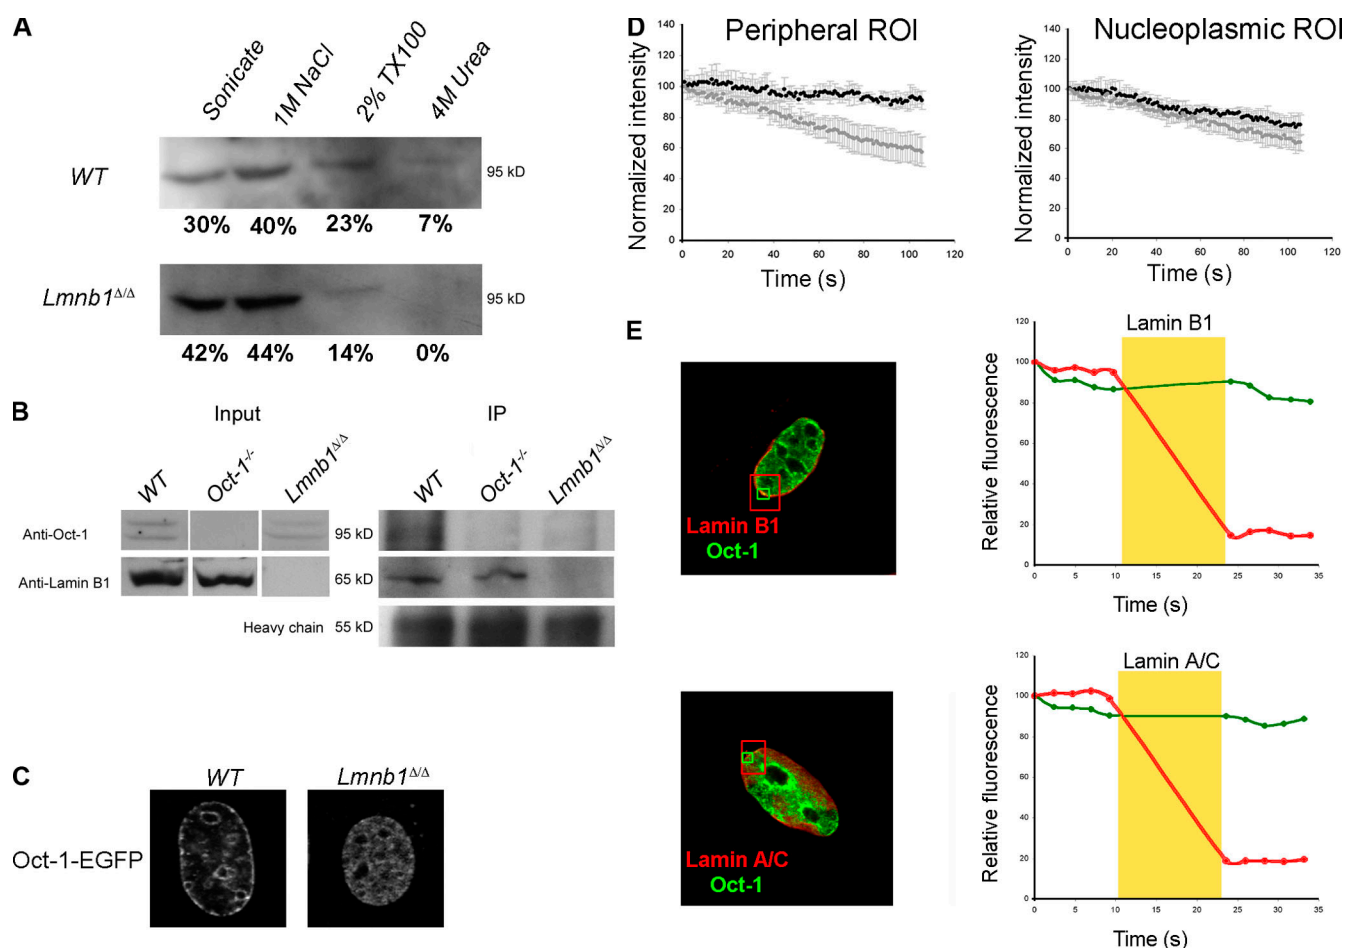 A
Sonicate
1M NaCl
2% TX100
4M Urea
WT
95 kD
30% 40% 23% 7%
Lmnb1Δ/Δ
95 kD
42% 44% 14% 0%
B
Input
IP
WT
Oct-1-/-
Lmnb1Δ/Δ
WT
Oct-1-/-
Lmnb1Δ/Δ
Anti-Oct-1
95 kD
Anti-Lamin B1
65 kD
Heavy chain 55 kD
C
WT
Lmnb1Δ/Δ
Oct-1-EGFP
D
Peripheral ROI
Normalized intensity
140
120
100
80
60
40
20
0
0 20 40 60 80 100 120
Time (s)
Nucleoplasmic ROI
Normalized intensity
140
120
100
80
60
40
20
0
0 20 40 60 80 100 120
Time (s)
E
Lamin B1
Oct-1
Lamin B1
Relative fluorescence
120
100
80
60
40
20
0
0 5 10 15 20 25 30 35
Time (s)
Lamin A/C
Oct-1
Lamin A/C
Relative fluorescence
120
100
80
60
40
20
0
0 5 10 15 20 25 30 35
Time (s)